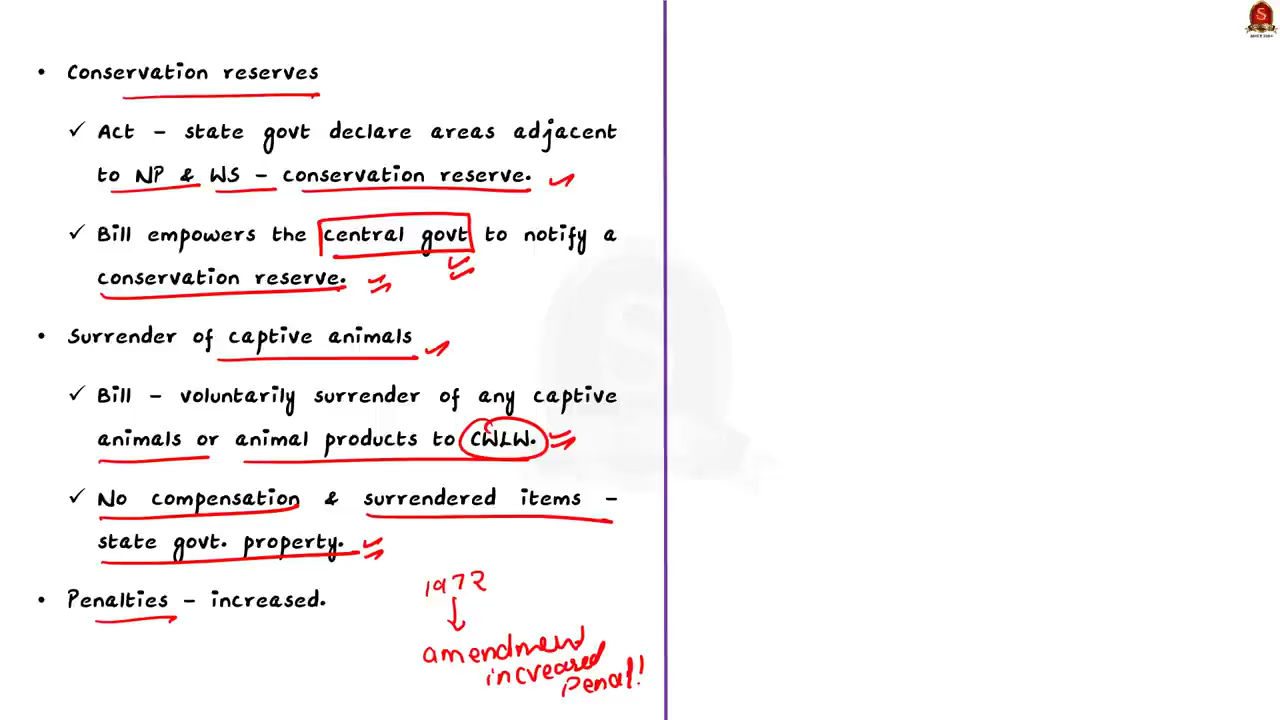 • Conservation reserves
✓ Act – state govt declare areas adjacent
to NP & WS – conservation reserve.
✓ Bill empowers the central govt to notify a
conservation reserve.
• Surrender of captive animals
✓ Bill – voluntarily surrender of any captive
animals or animal products to CWLW.
✓ No compensation & surrendered items –
state govt. property.
• Penalties – increased.
1972
amendment
increared
Penal!
S